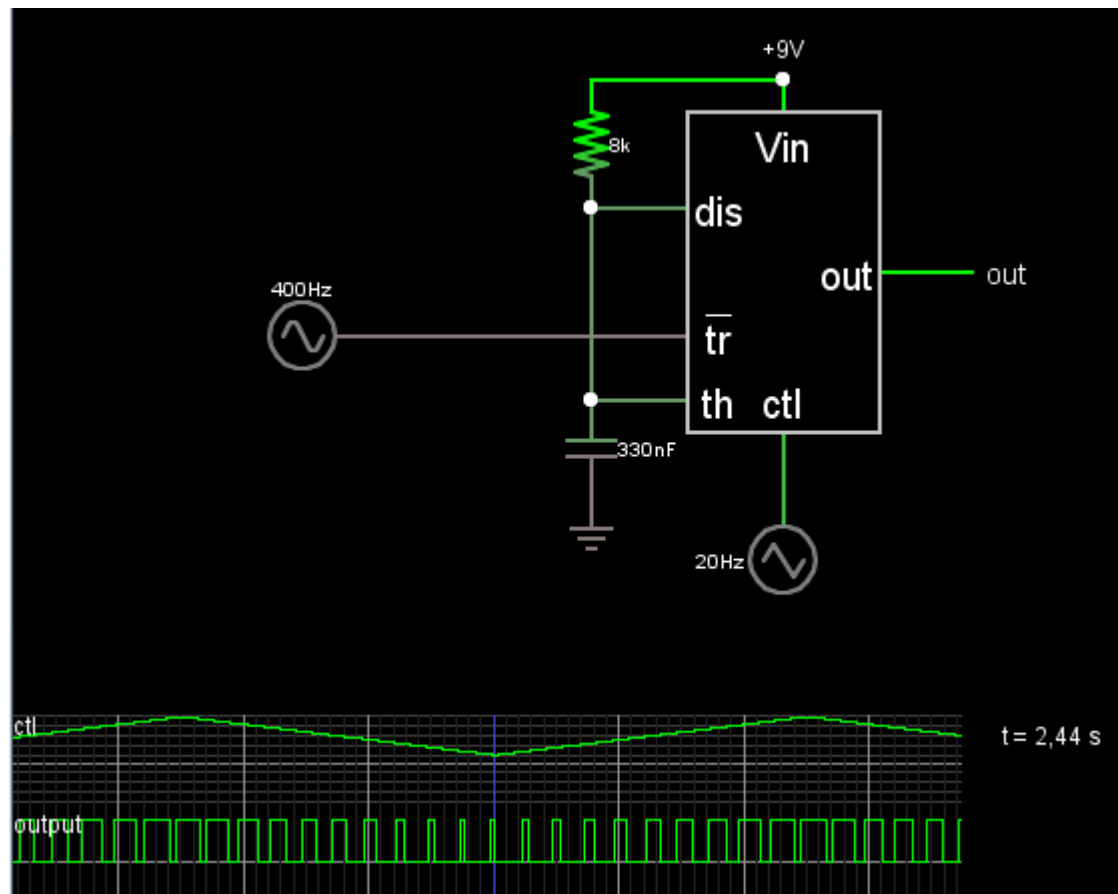 +9V
8k
Vin
dis
out
out
400Hz
tr
th
ctl
330nF
20Hz
ctl
t = 2,44 s
output